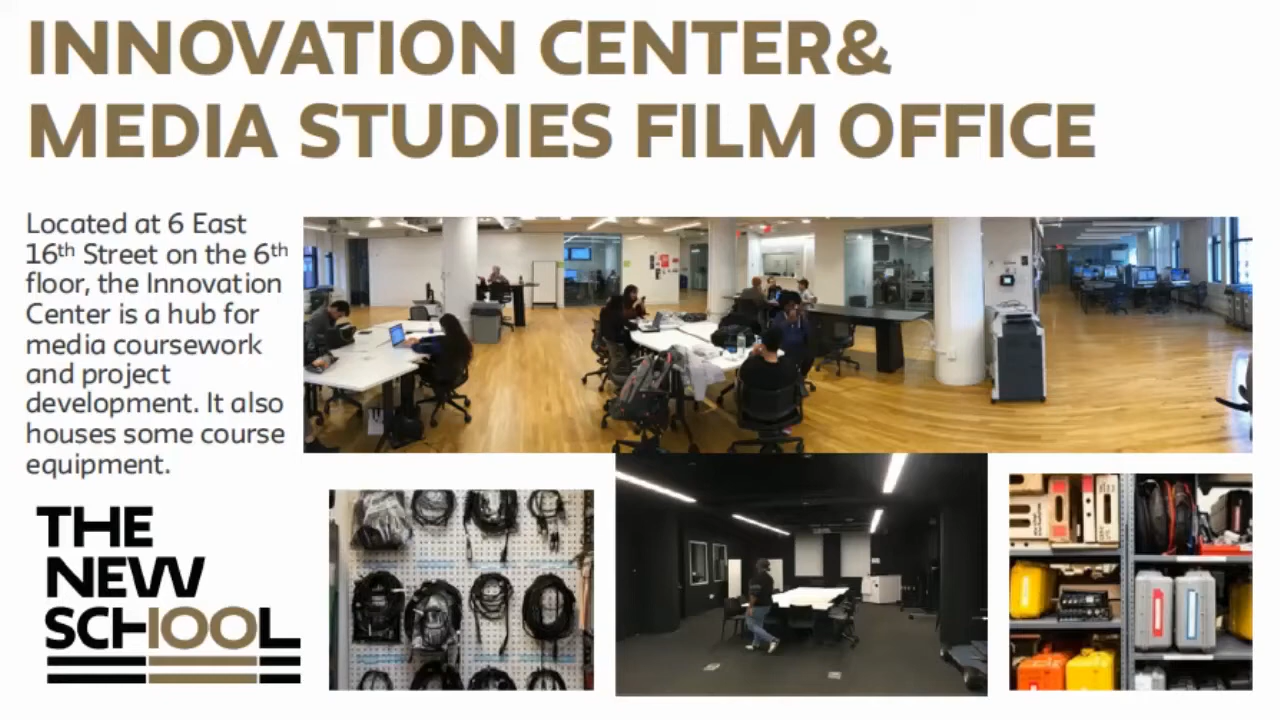 INNOVATION CENTER&
MEDIA STUDIES FILM OFFICE
Located at 6 East
16th Street on the 6th
floor, the Innovation
Center is a hub for
media coursework
and project
development. It also
houses some course
equipment.
THE
NEW
SCHOOL